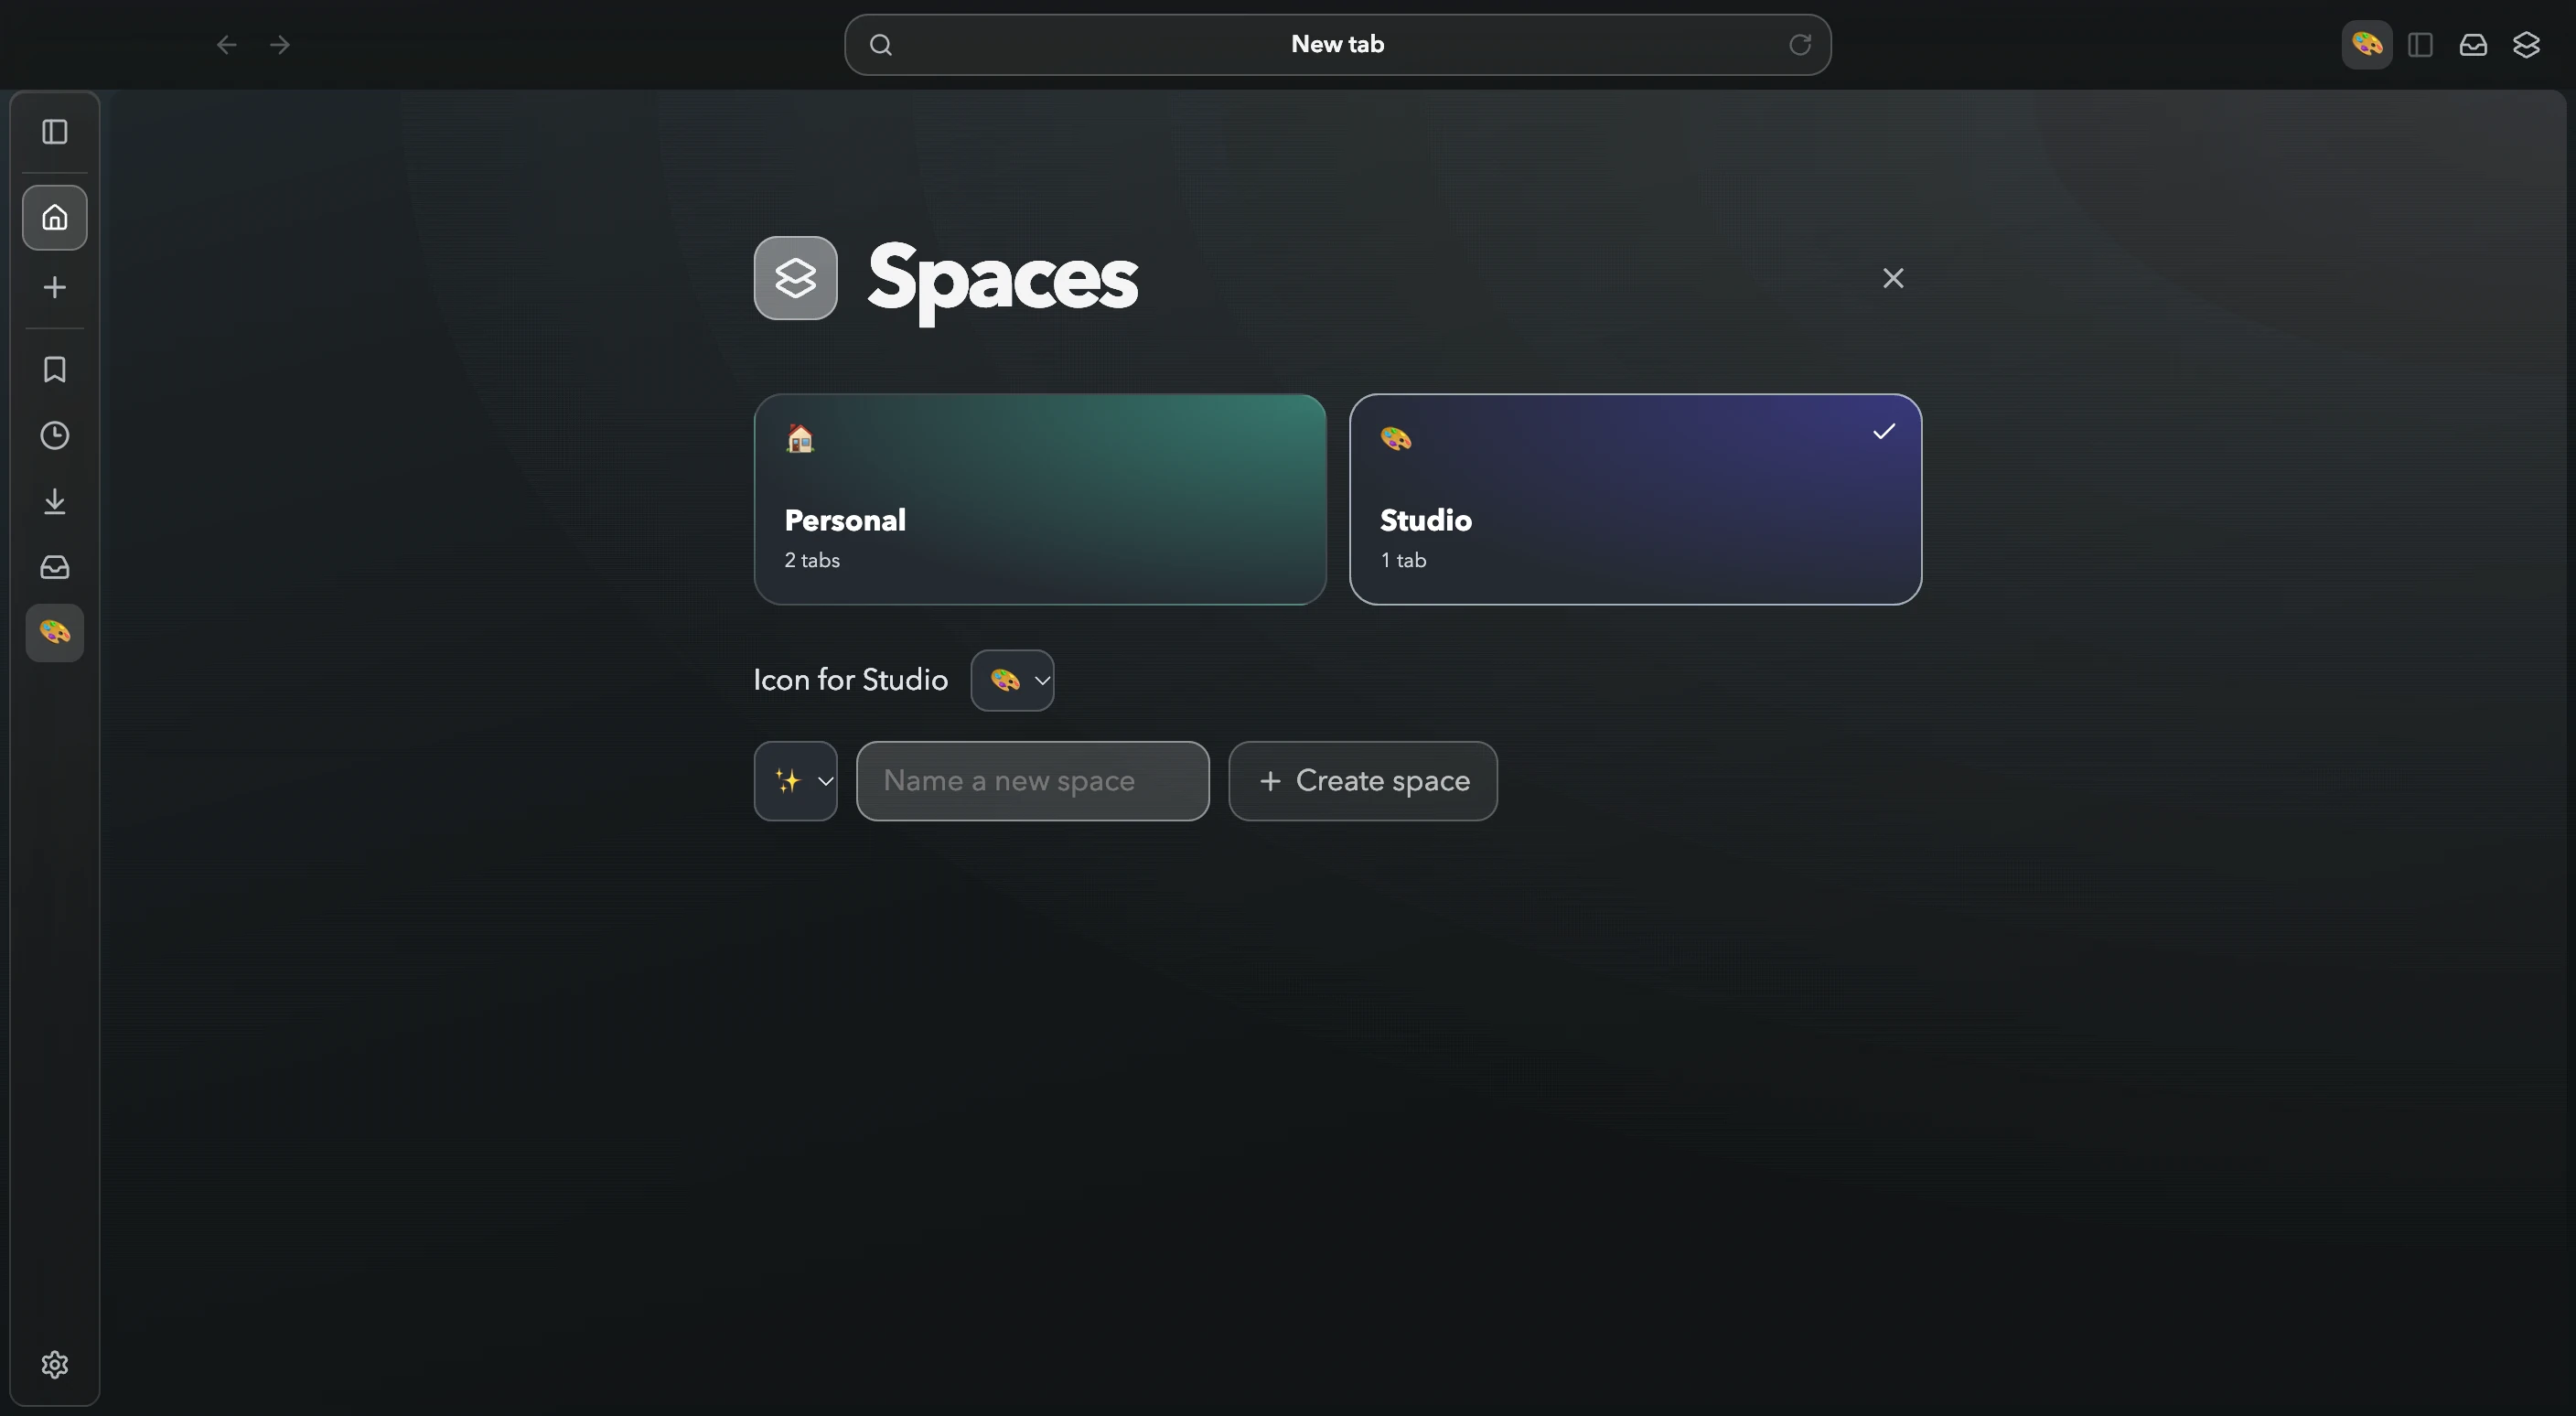 New tab
Spaces
Personal
2 tabs
Studio
1 tab
Icon for Studio
Name a new space
Create space